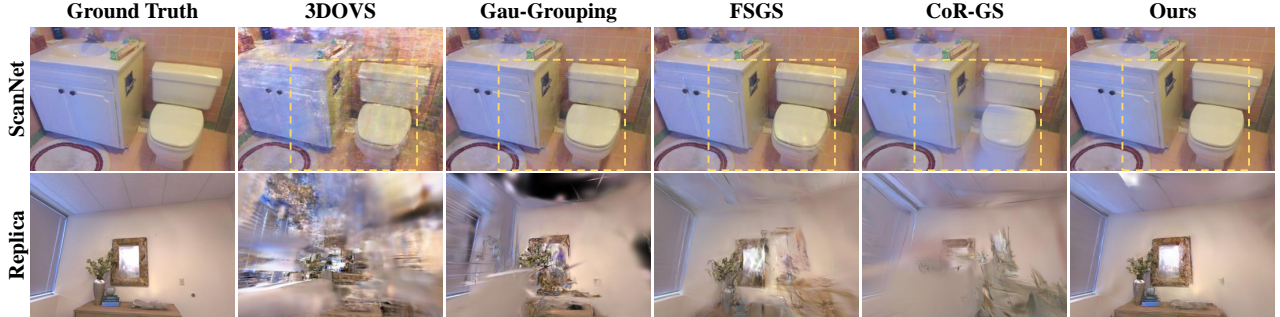 Ground Truth 3DOVS Gau-Grouping FSGS CoR-GS Ours
ScanNet
Replica